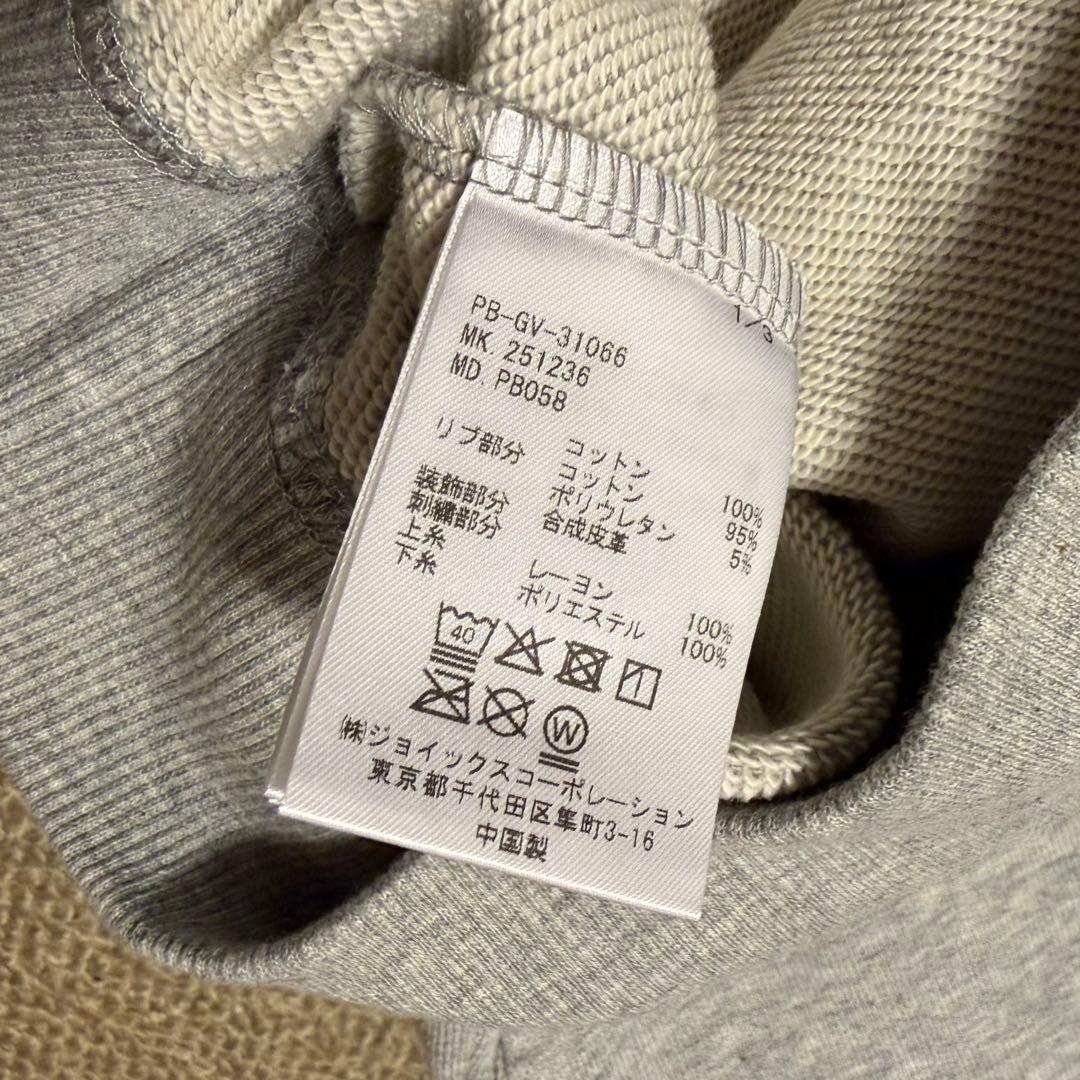 1/3
PB-GV-31066
MK. 251236
MD. PB058
コットン 100%
リブ部分 コットン 95%
ポリウレタン 5%
装飾部分 合成皮革
刺繍部分
上糸 レーヨン 100%
下糸 ポリエステル 100%
40
W
(株)ジョイックスコーポレーション
東京都千代田区隼町3-16
中国製